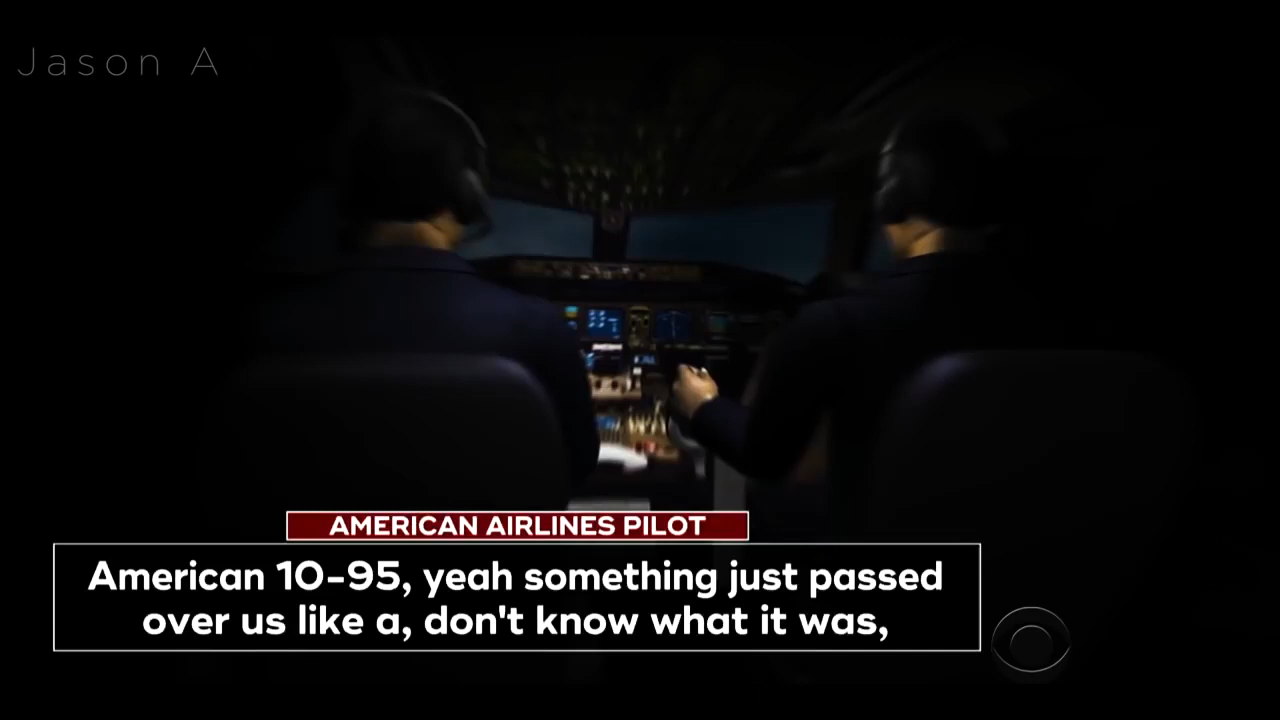 Jason A
AMERICAN AIRLINES PILOT
American 10-95, yeah something just passed
over us like a, don't know what it was,